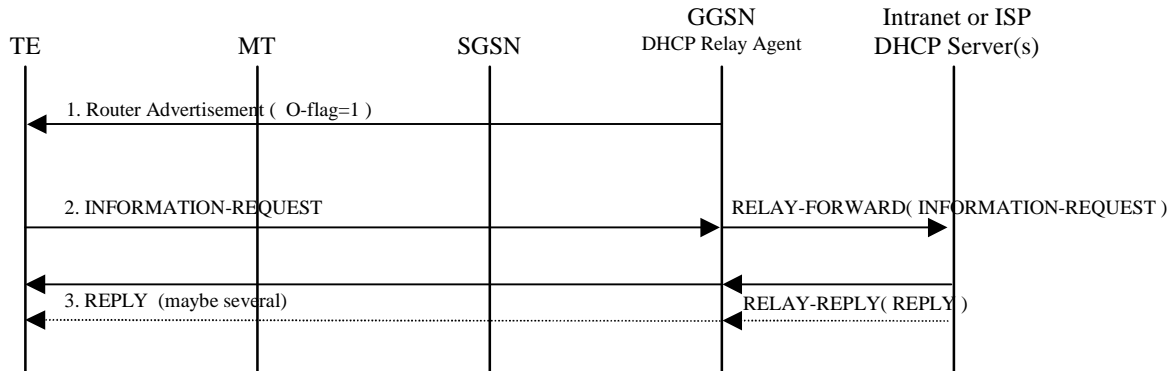 TE
MT
SGSN
GGSN
DHCP Relay Agent
Intranet or ISP
DHCP Server(s)
1. Router Advertisement ( O-flag=1 )
2. INFORMATION-REQUEST
RELAY-FORWARD( INFORMATION-REQUEST )
3. REPLY (maybe several)
RELAY-REPLY( REPLY )